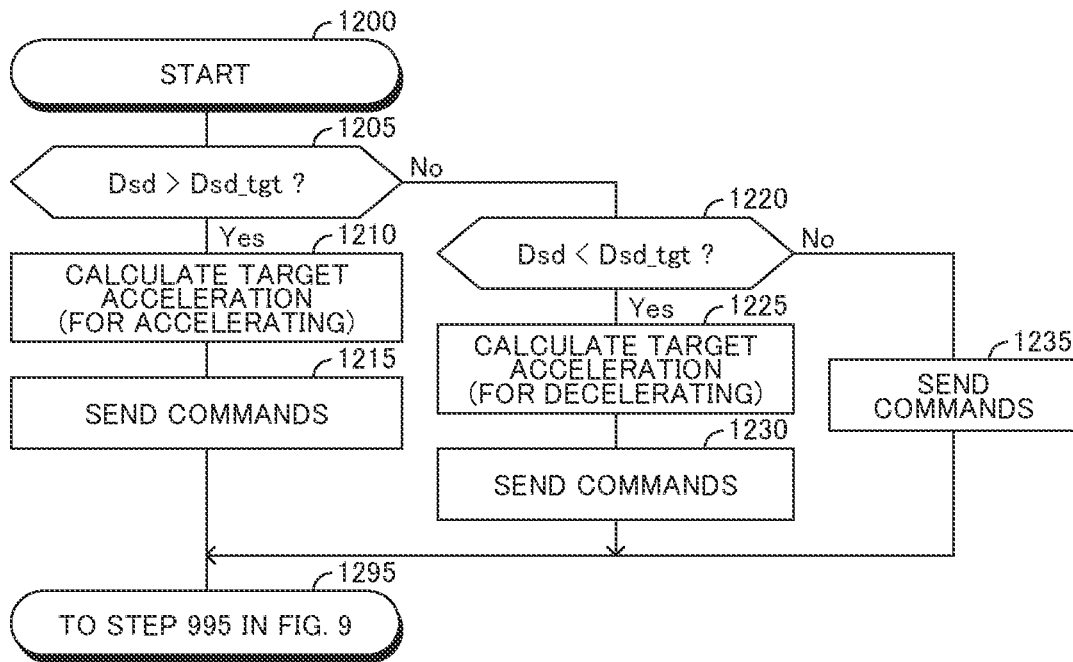 1200
START
1205
Dsd > Dsd_tgt ?
No
Yes
1210
CALCULATE TARGET
ACCELERATION
(FOR ACCELERATING)
1215
SEND COMMANDS
1220
Dsd < Dsd_tgt ?
No
Yes
1225
CALCULATE TARGET
ACCELERATION
(FOR DECELERATING)
1230
SEND COMMANDS
1235
SEND
COMMANDS
1295
TO STEP 995 IN FIG. 9